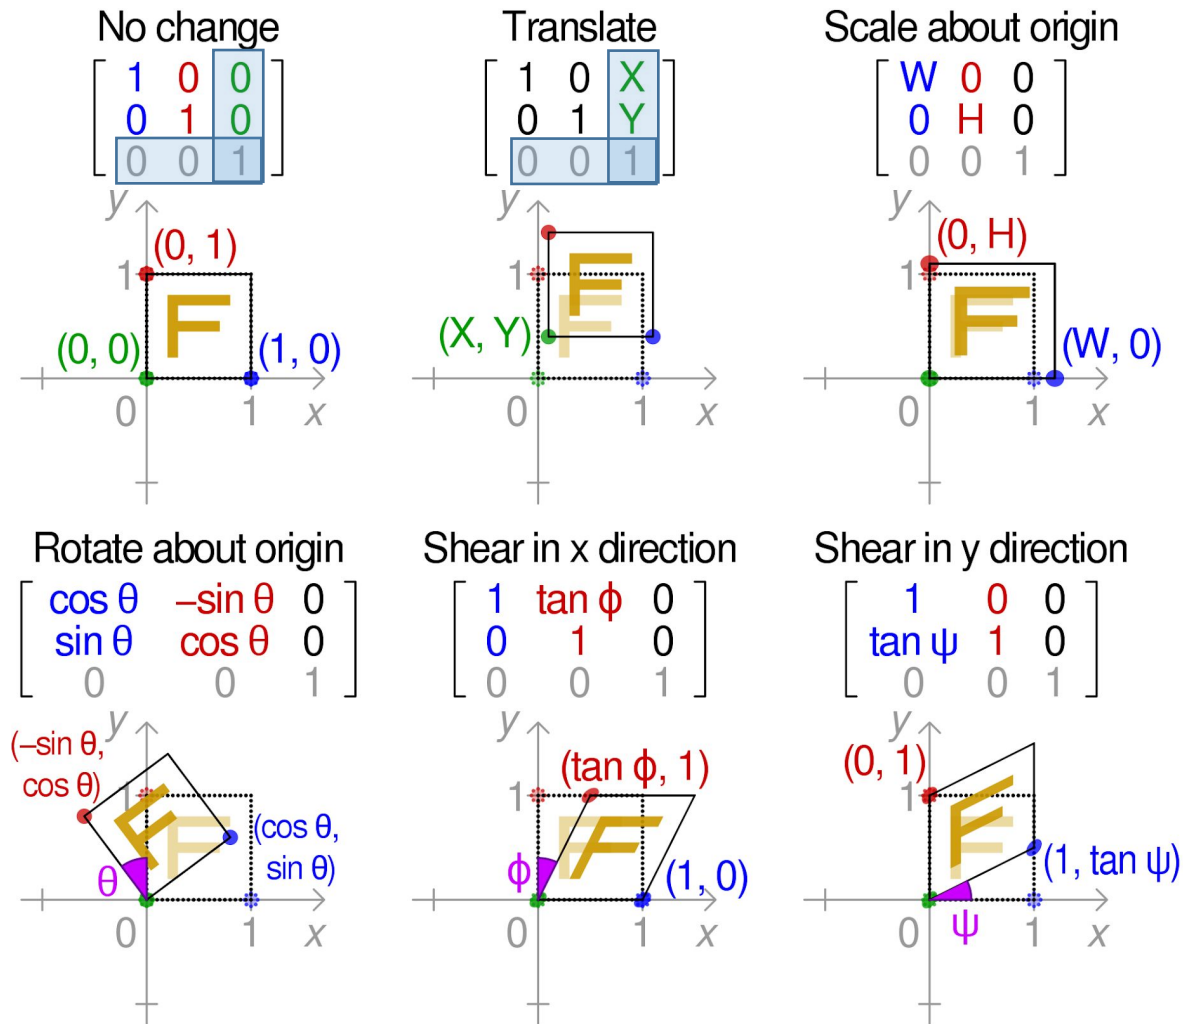 No change
1 0 0
0 1 0
0 0 1
y
(0, 1)
1
F
(0, 0)
(1, 0)
0
1
x
Translate
1 0 X
0 1 Y
0 0 1
y
1
F
F
(X, Y)
0
1
x
Scale about origin
W 0 0
0 H 0
0 0 1
y
(0, H)
1
F
F
(W, 0)
0
1
x
Rotate about origin
cos θ –sin θ 0
sin θ cos θ 0
0 0 1
y
(–sin θ,
cos θ)
1
F
F
(cos θ,
sin θ)
θ
0
1
x
Shear in x direction
1 tan ϕ 0
0 1 0
0 0 1
y
(tan ϕ, 1)
1
F
F
ϕ
(1, 0)
0
1
x
Shear in y direction
1 0 0
tan ψ 1 0
0 0 1
y
(0, 1)
1
F
F
(1, tan ψ)
ψ
0
1
x